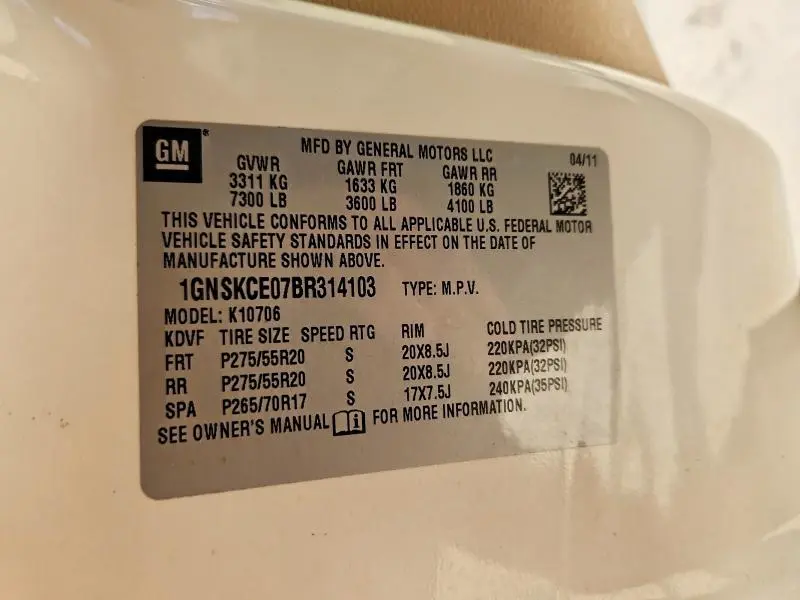 GM
MFD BY GENERAL MOTORS LLC 04/11
GVWR GAWR FRT GAWR RR
3311 KG 1633 KG 1860 KG
7300 LB 3600 LB 4100 LB
THIS VEHICLE CONFORMS TO ALL APPLICABLE U.S. FEDERAL MOTOR
VEHICLE SAFETY STANDARDS IN EFFECT ON THE DATE OF
MANUFACTURE SHOWN ABOVE.
1GNSKCE07BR314103 TYPE: M.P.V.
MODEL: K10706
KDVF TIRE SIZE SPEED RTG RIM COLD TIRE PRESSURE
FRT P275/55R20 S 20X8.5J 220KPA(32PSI)
RR P275/55R20 S 20X8.5J 220KPA(32PSI)
SPA P265/70R17 S 17X7.5J 240KPA(35PSI)
SEE OWNER'S MANUAL i FOR MORE INFORMATION.